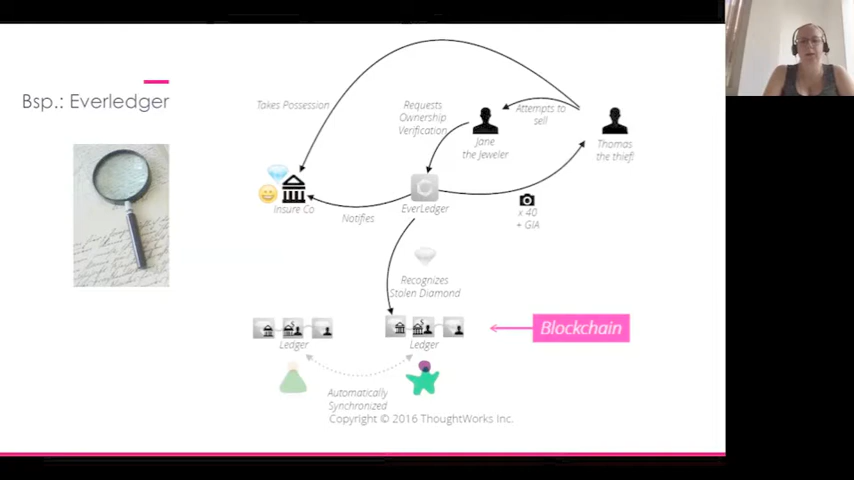 Bsp.: Everledger
Takes Possession
Requests
Ownership
Verification
Attempts to
sell
Jane
the Jeweler
Thomas
the thief!
Insure Co
Notifies
EverLedger
x 40
+ GIA
Recognizes
Stolen Diamond
Blockchain
Ledger
Ledger
Automatically
Synchronized
Copyright © 2016 ThoughtWorks Inc.